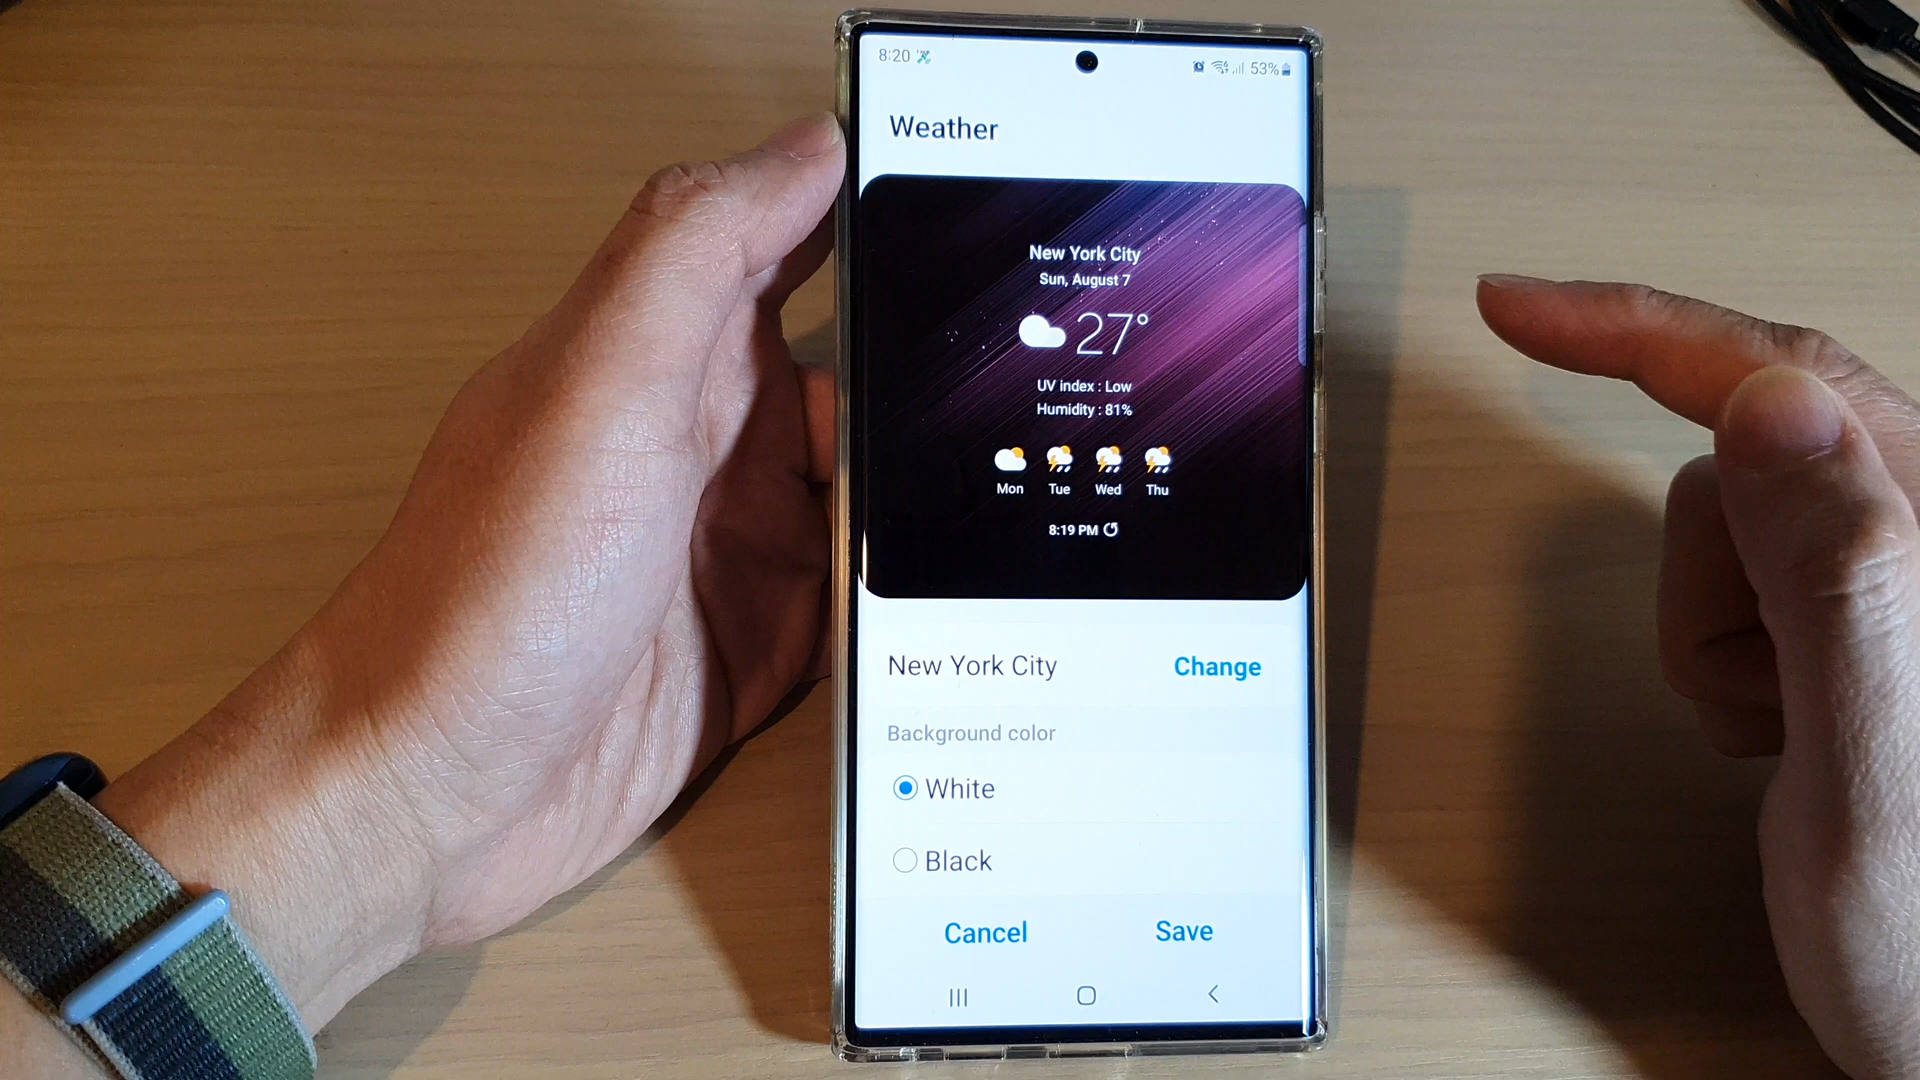 8:20
53%
Weather
New York City
Sun, August 7
27°
UV index : Low
Humidity : 81%
Mon Tue Wed Thu
8:19 PM
New York City Change
Background color
White
Black
Cancel Save